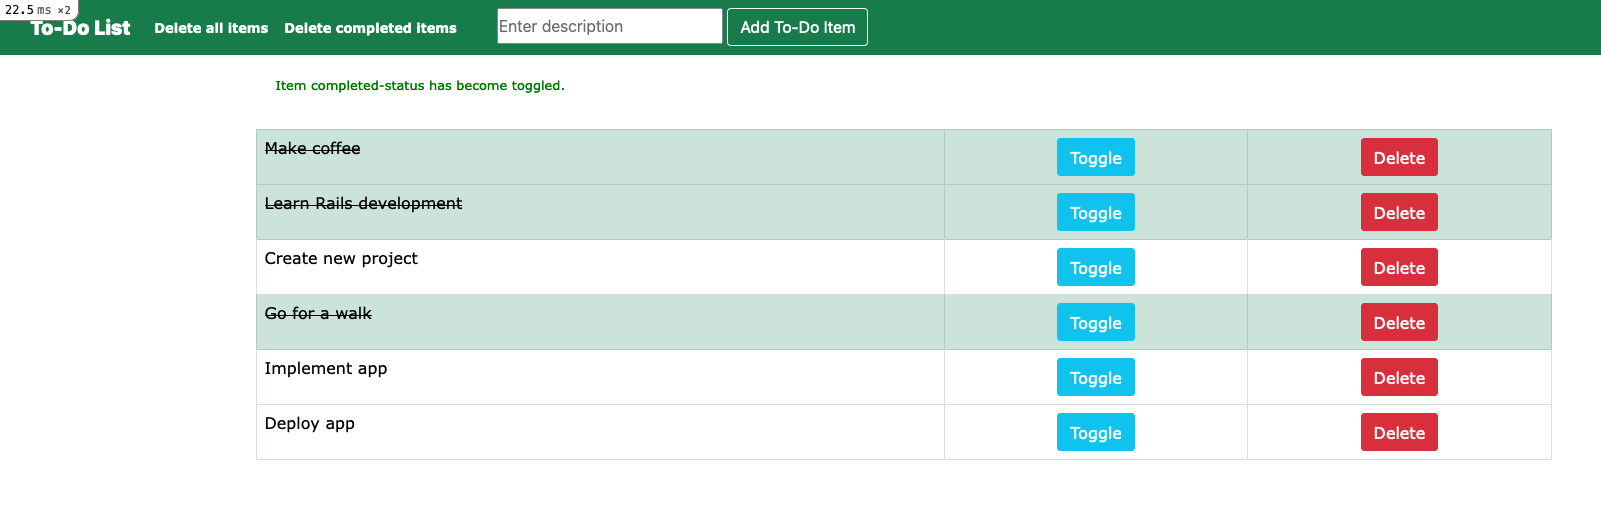 22.5 ms ×2
To-Do List Delete all items Delete completed items Enter description Add To-Do Item
Item completed-status has become toggled.
Make coffee Toggle Delete
Learn Rails development Toggle Delete
Create new project Toggle Delete
Go for a walk Toggle Delete
Implement app Toggle Delete
Deploy app Toggle Delete